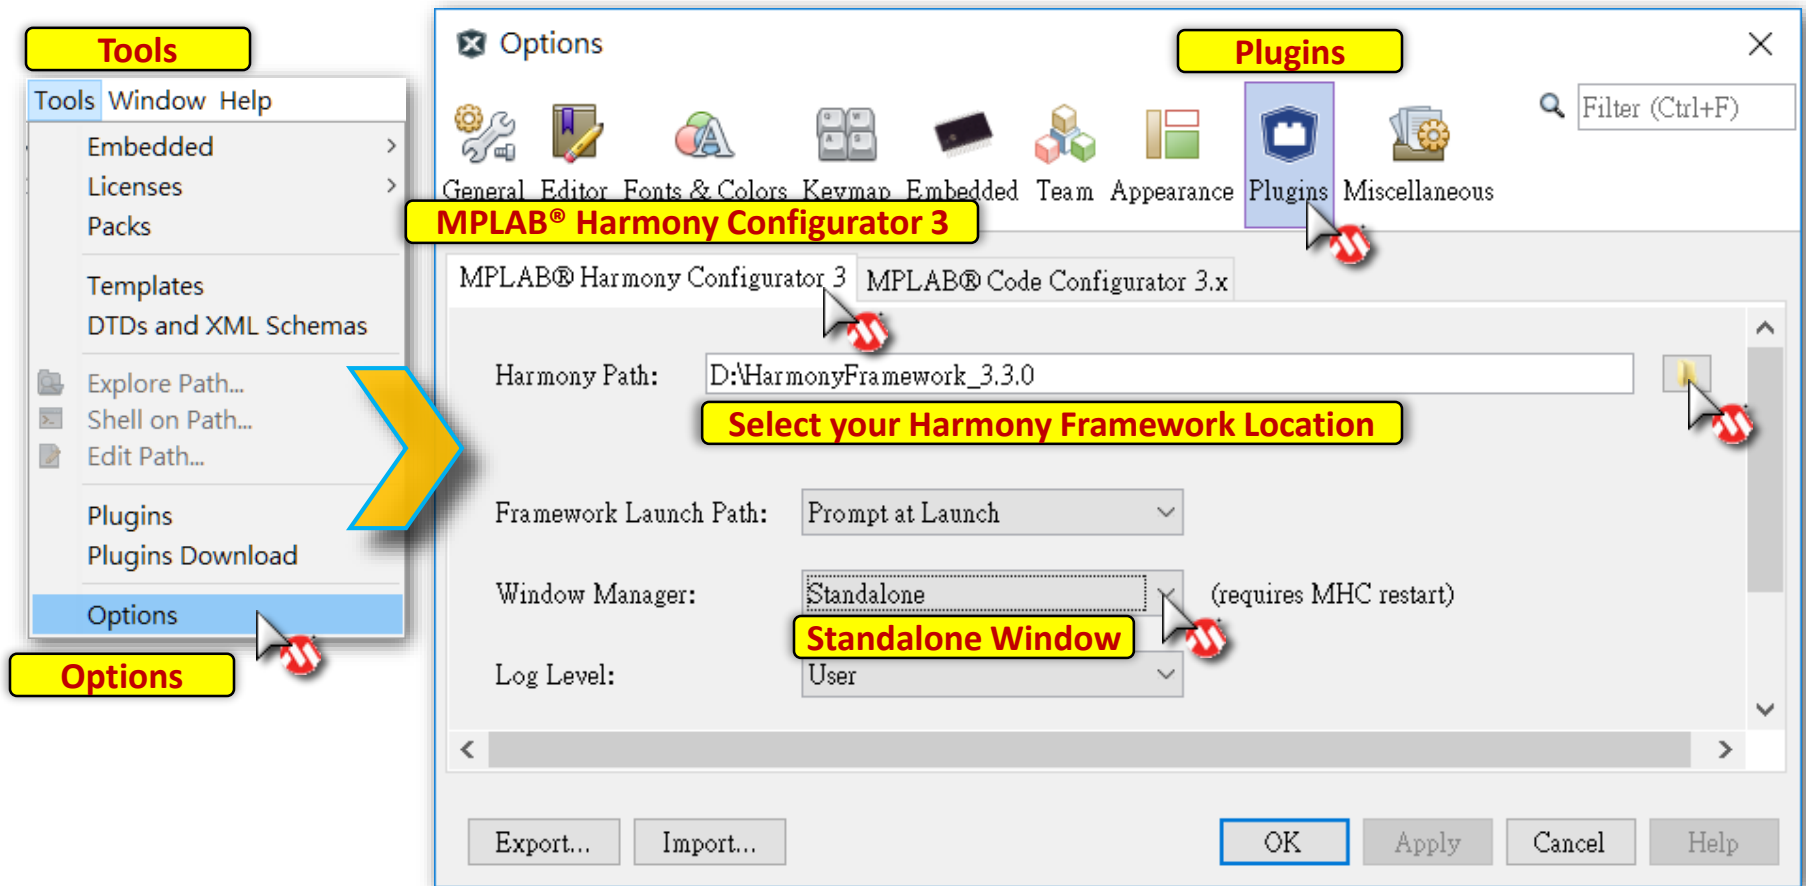 Tools
Tools Window Help
Embedded
Licenses
Packs
Templates
DTDs and XML Schemas
Explore Path...
Shell on Path...
Edit Path...
Plugins
Plugins Download
Options
Options
Options
Plugins
Filter (Ctrl+F)
General Editor Fonts & Colors Keymap Embedded Team Appearance Plugins Miscellaneous
MPLAB® Harmony Configurator 3
MPLAB® Harmony Configurator 3 MPLAB® Code Configurator 3.x
Harmony Path: D:\HarmonyFramework_3.3.0
Select your Harmony Framework Location
Framework Launch Path: Prompt at Launch
Window Manager: Standalone (requires MHC restart)
Standalone Window
Log Level: User
Export... Import... OK Apply Cancel Help